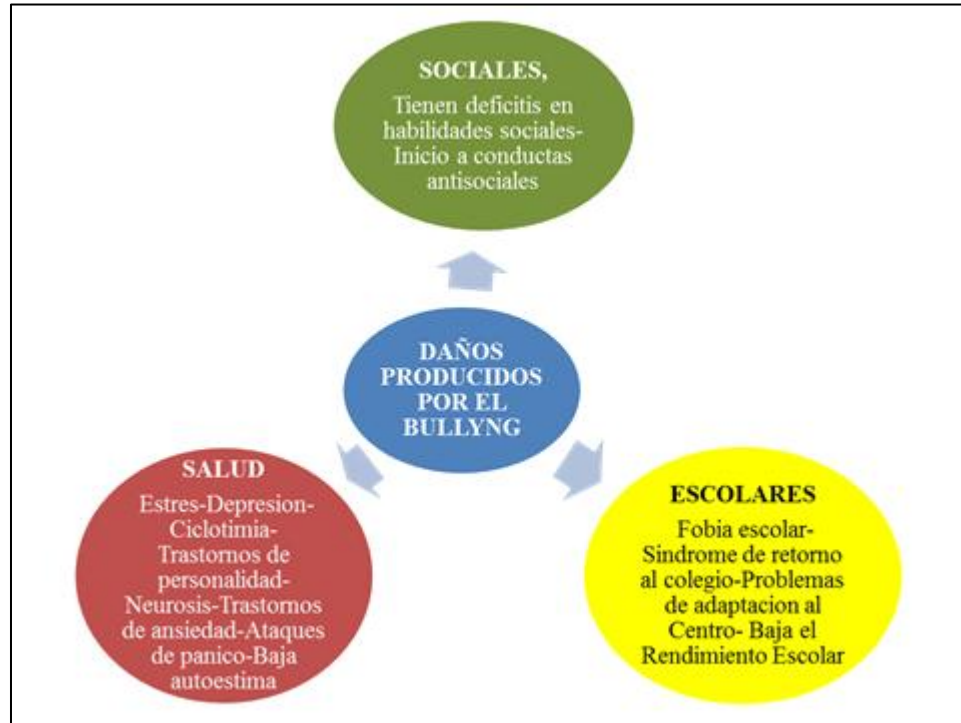 SOCIALES,
Tienen deficitis en
habilidades sociales-
Inicio a conductas
antisociales
DAÑOS
PRODUCIDOS
POR EL
BULLYNG
SALUD
Estres-Depresion-
Ciclotimia-
Trastornos de
personalidad-
Neurosis-Trastornos
de ansiedad-Ataques
de panico-Baja
autoestima
ESCOLARES
Fobia escolar-
Sindrome de retorno
al colegio-Problemas
de adaptacion al
Centro- Baja el
Rendimiento Escolar